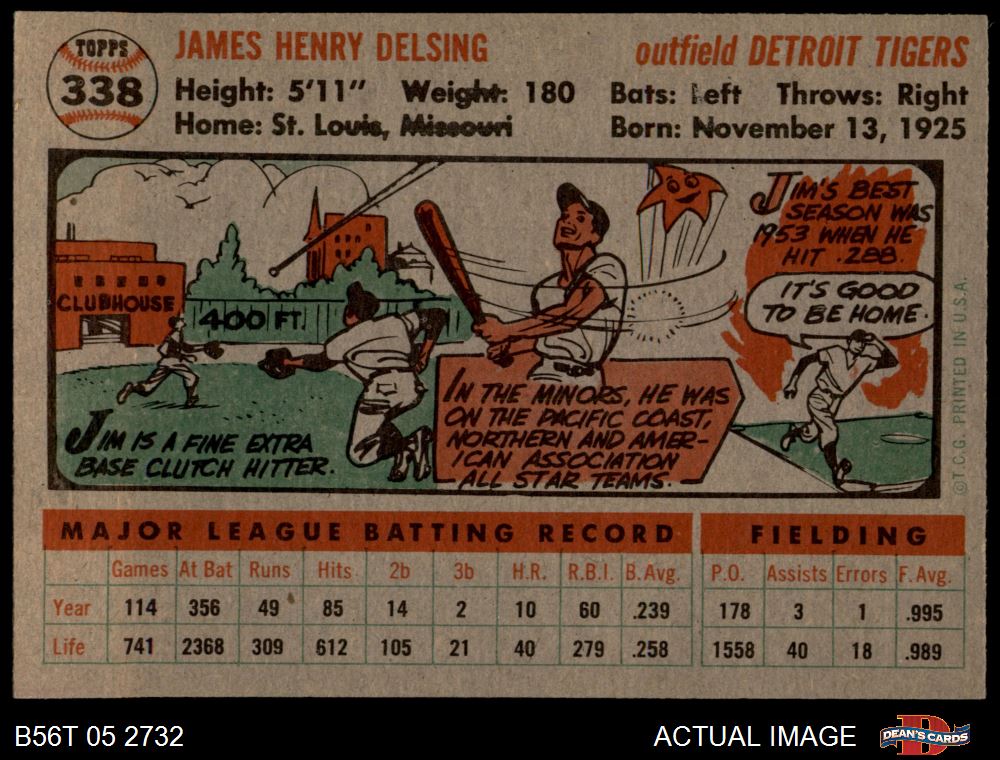 TOPPS
338
JAMES HENRY DELSING
outfield DETROIT TIGERS
Height: 5'11" Weight: 180 Bats: Left Throws: Right
Home: St. Louis, Missouri Born: November 13, 1925
CLUBHOUSE
400 FT.
JIM IS A FINE EXTRA
BASE CLUTCH HITTER.
IN THE MINORS, HE WAS
ON THE PACIFIC COAST,
NORTHERN AND AMER-
ICAN ASSOCIATION
ALL STAR TEAMS.
JIM'S BEST
SEASON WAS
1953 WHEN HE
HIT .288.
IT'S GOOD
TO BE HOME.
©T.C.G. PRINTED IN U.S.A.
MAJOR LEAGUE BATTING RECORD
FIELDING
Games At Bat Runs Hits 2b 3b H.R. R.B.I. B.Avg. P.O. Assists Errors F. Avg.
Year 114 356 49 85 14 2 10 60 .239 178 3 1 .995
Life 741 2368 309 612 105 21 40 279 .258 1558 40 18 .989
B56T 05 2732
ACTUAL IMAGE
D
DEAN'S CARDS